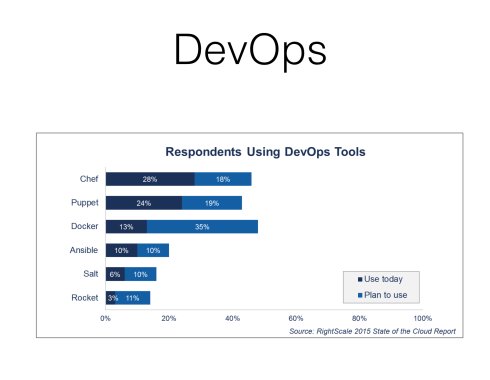 DevOps
Respondents Using DevOps Tools
Chef 28% 18%
Puppet 24% 19%
Docker 13% 35%
Ansible 10% 10%
Salt 6% 10%
Rocket 3% 11%
Use today
Plan to use
0% 20% 40% 60% 80% 100%
Source: RightScale 2015 State of the Cloud Report